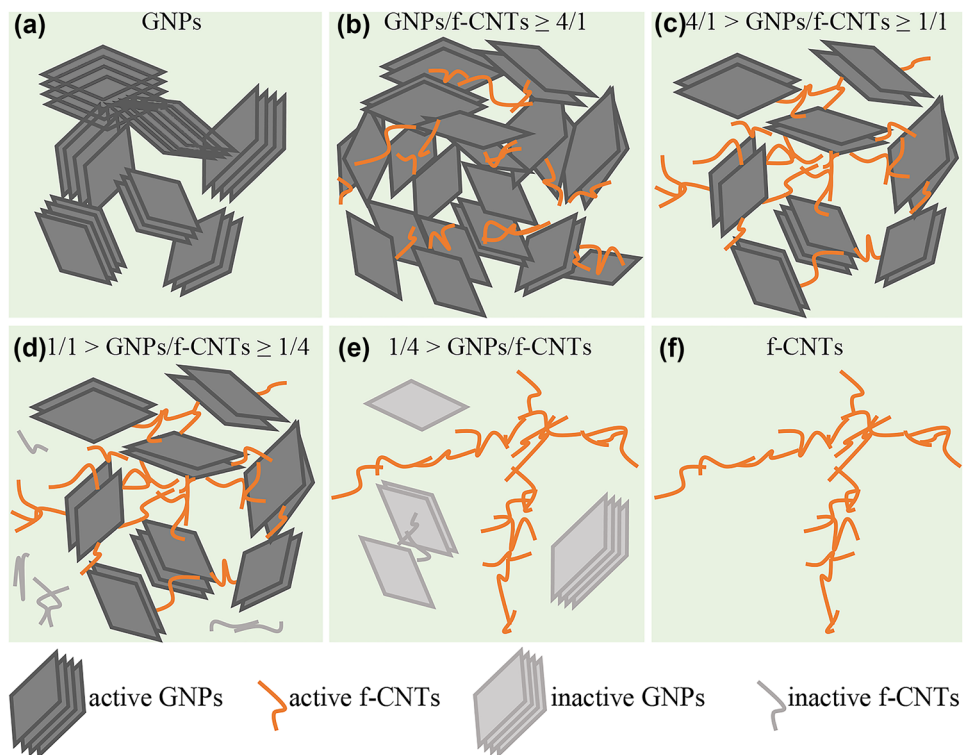 (a) GNPs
(b) GNPs/f-CNTs ≥ 4/1
(c) 4/1 > GNPs/f-CNTs ≥ 1/1
(d) 1/1 > GNPs/f-CNTs ≥ 1/4
(e) 1/4 > GNPs/f-CNTs
(f) f-CNTs
active GNPs
active f-CNTs
inactive GNPs
inactive f-CNTs